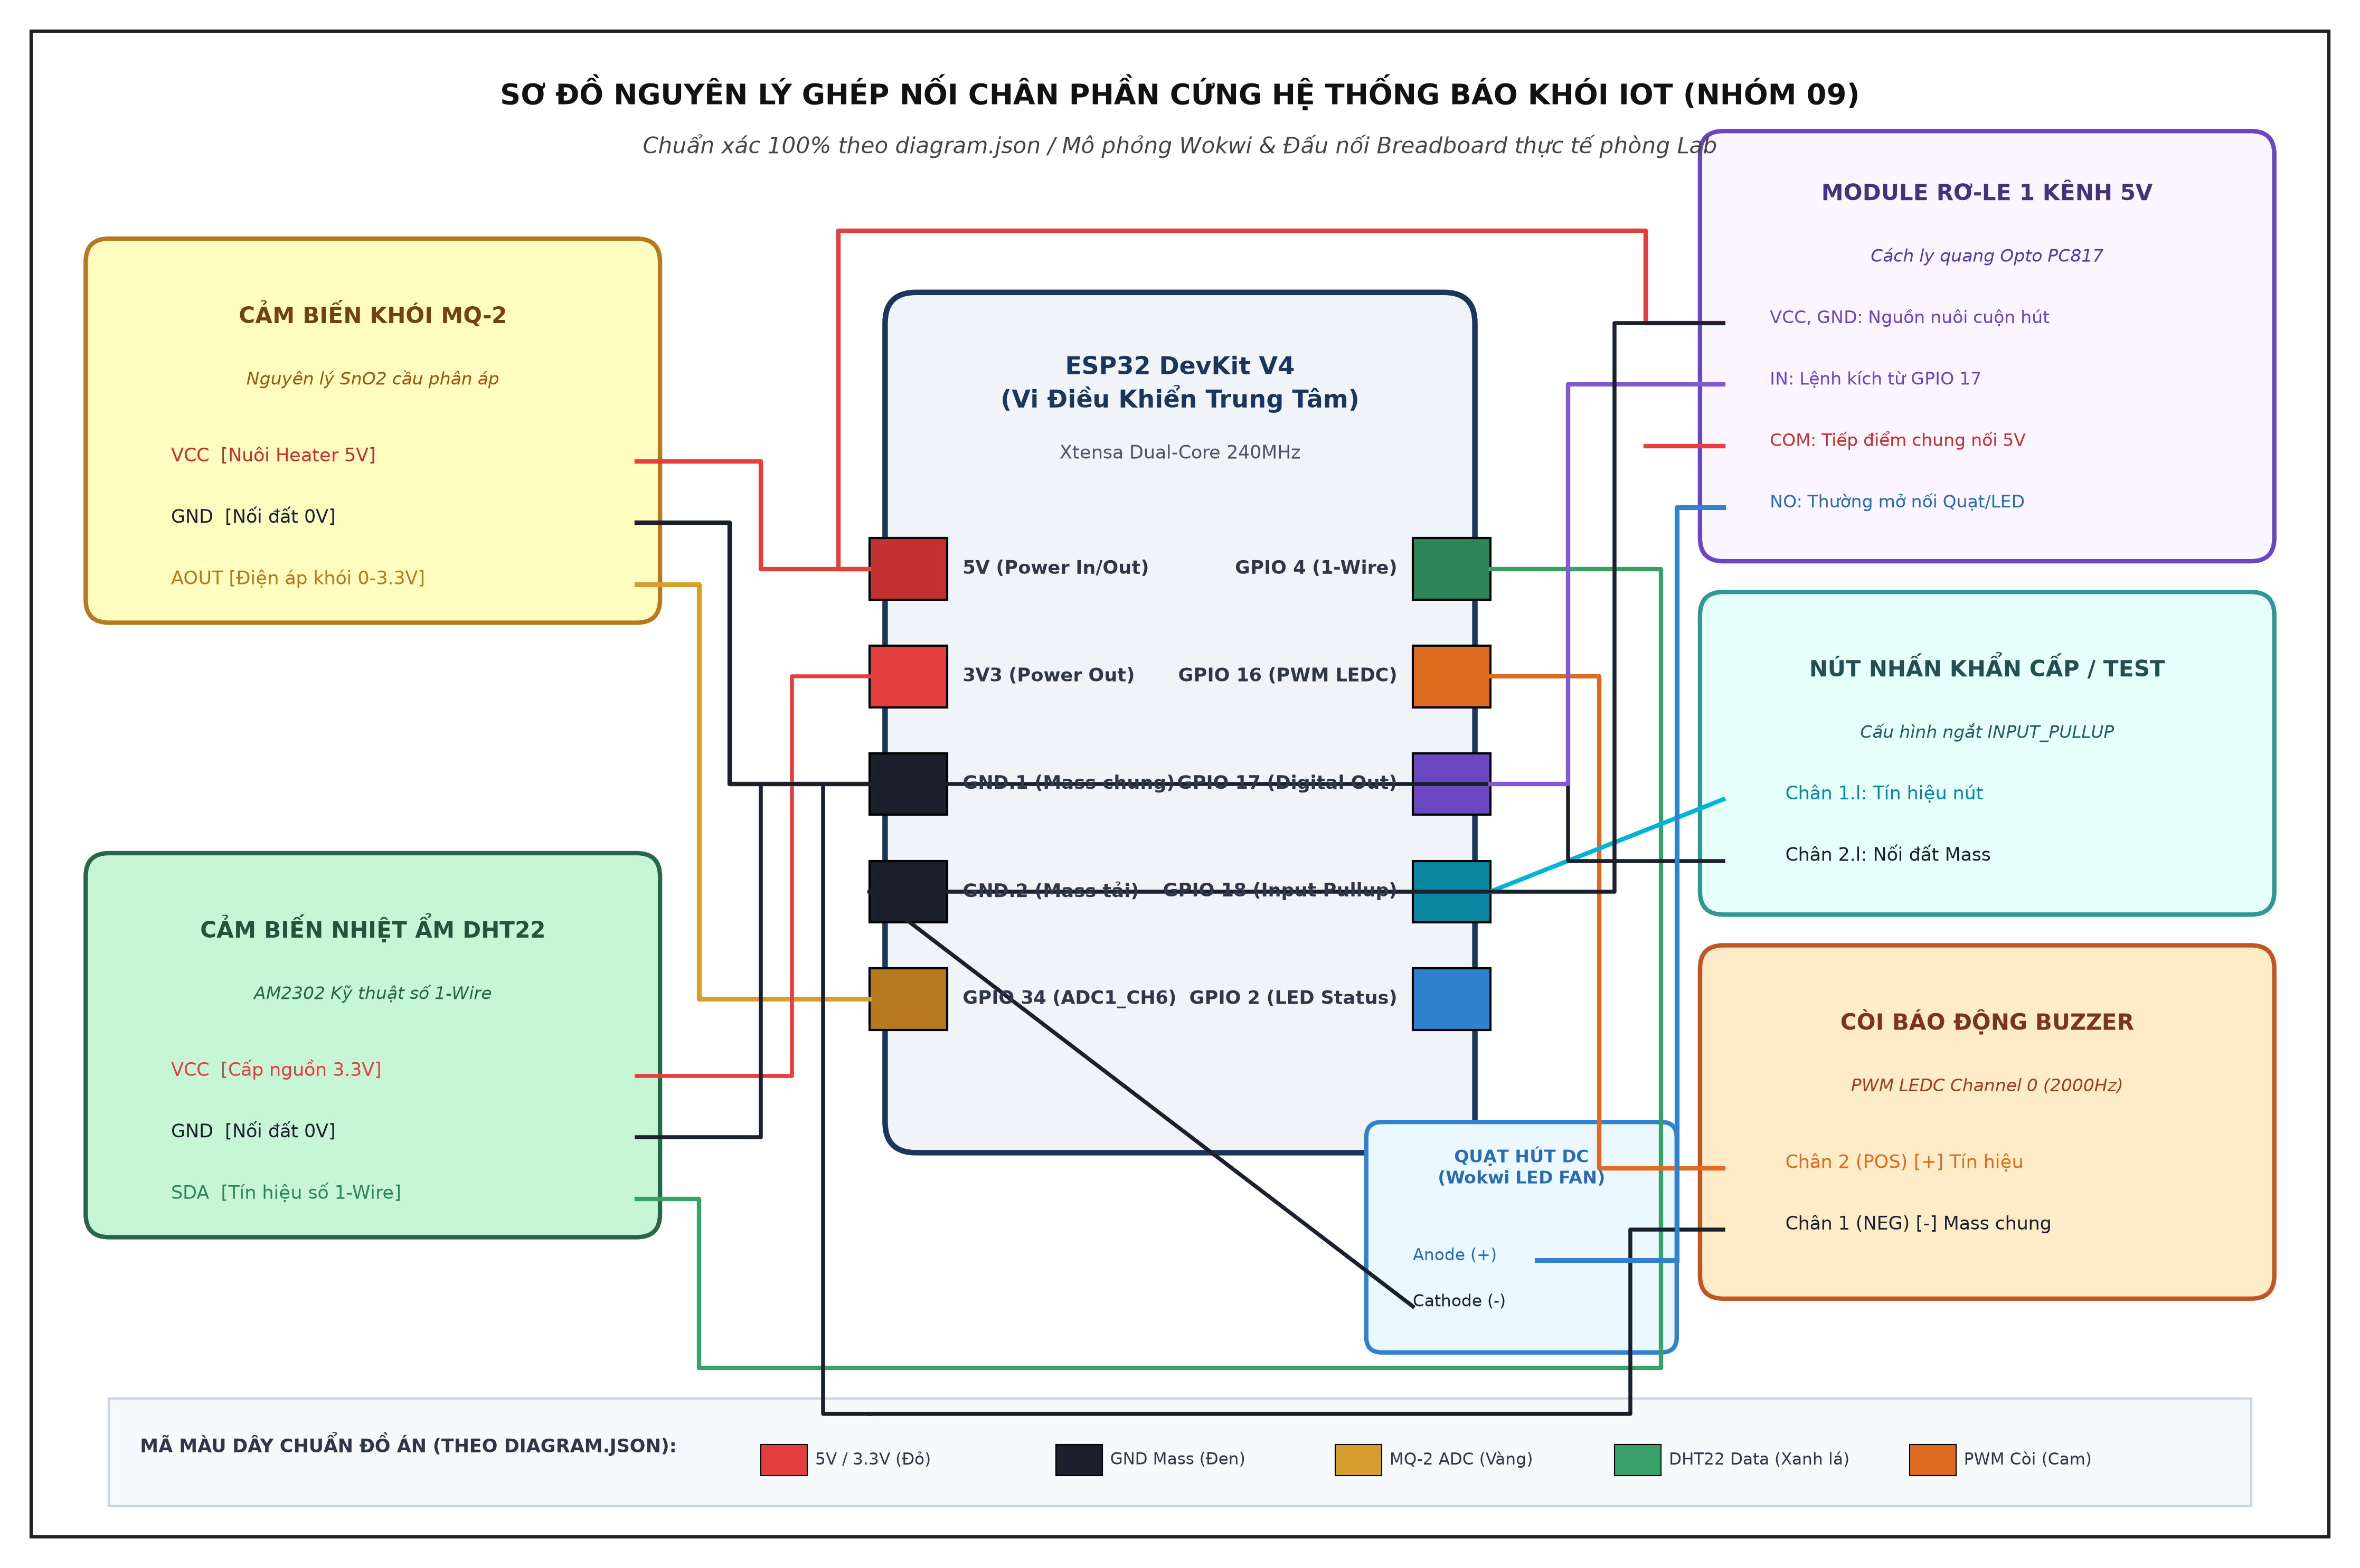 SƠ ĐỒ NGUYÊN LÝ GHÉP NỐI CHÂN PHẦN CỨNG HỆ THỐNG BÁO KHÓI IOT (NHÓM 09)
Chuẩn xác 100% theo diagram.json / Mô phỏng Wokwi & Đấu nối Breadboard thực tế phòng Lab
CẢM BIẾN KHÓI MQ-2
Nguyên lý SnO2 cầu phân áp
VCC  [Nuôi Heater 5V]
GND  [Nối đất 0V]
AOUT [Điện áp khói 0-3.3V]
CẢM BIẾN NHIỆT ẨM DHT22
AM2302 Kỹ thuật số 1-Wire
VCC  [Cấp nguồn 3.3V]
GND  [Nối đất 0V]
SDA  [Tín hiệu số 1-Wire]
ESP32 DevKit V4
(Vi Điều Khiển Trung Tâm)
Xtensa Dual-Core 240MHz
5V (Power In/Out)
3V3 (Power Out)
GND.1 (Mass chung)
GND.2 (Mass tải)
GPIO 34 (ADC1_CH6)
GPIO 4 (1-Wire)
GPIO 16 (PWM LEDC)
GPIO 17 (Digital Out)
GPIO 18 (Input Pullup)
GPIO 2 (LED Status)
MODULE RƠ-LE 1 KÊNH 5V
Cách ly quang Opto PC817
VCC, GND: Nguồn nuôi cuộn hút
IN: Lệnh kích từ GPIO 17
COM: Tiếp điểm chung nối 5V
NO: Thường mở nối Quạt/LED
NÚT NHẤN KHẨN CẤP / TEST
Cấu hình ngắt INPUT_PULLUP
Chân 1.l: Tín hiệu nút
Chân 2.l: Nối đất Mass
CÒI BÁO ĐỘNG BUZZER
PWM LEDC Channel 0 (2000Hz)
Chân 2 (POS) [+] Tín hiệu
Chân 1 (NEG) [-] Mass chung
QUẠT HÚT DC
(Wokwi LED FAN)
Anode (+)
Cathode (-)
MÃ MÀU DÂY CHUẨN ĐỒ ÁN (THEO DIAGRAM.JSON):
5V / 3.3V (Đỏ)
GND Mass (Đen)
MQ-2 ADC (Vàng)
DHT22 Data (Xanh lá)
PWM Còi (Cam)